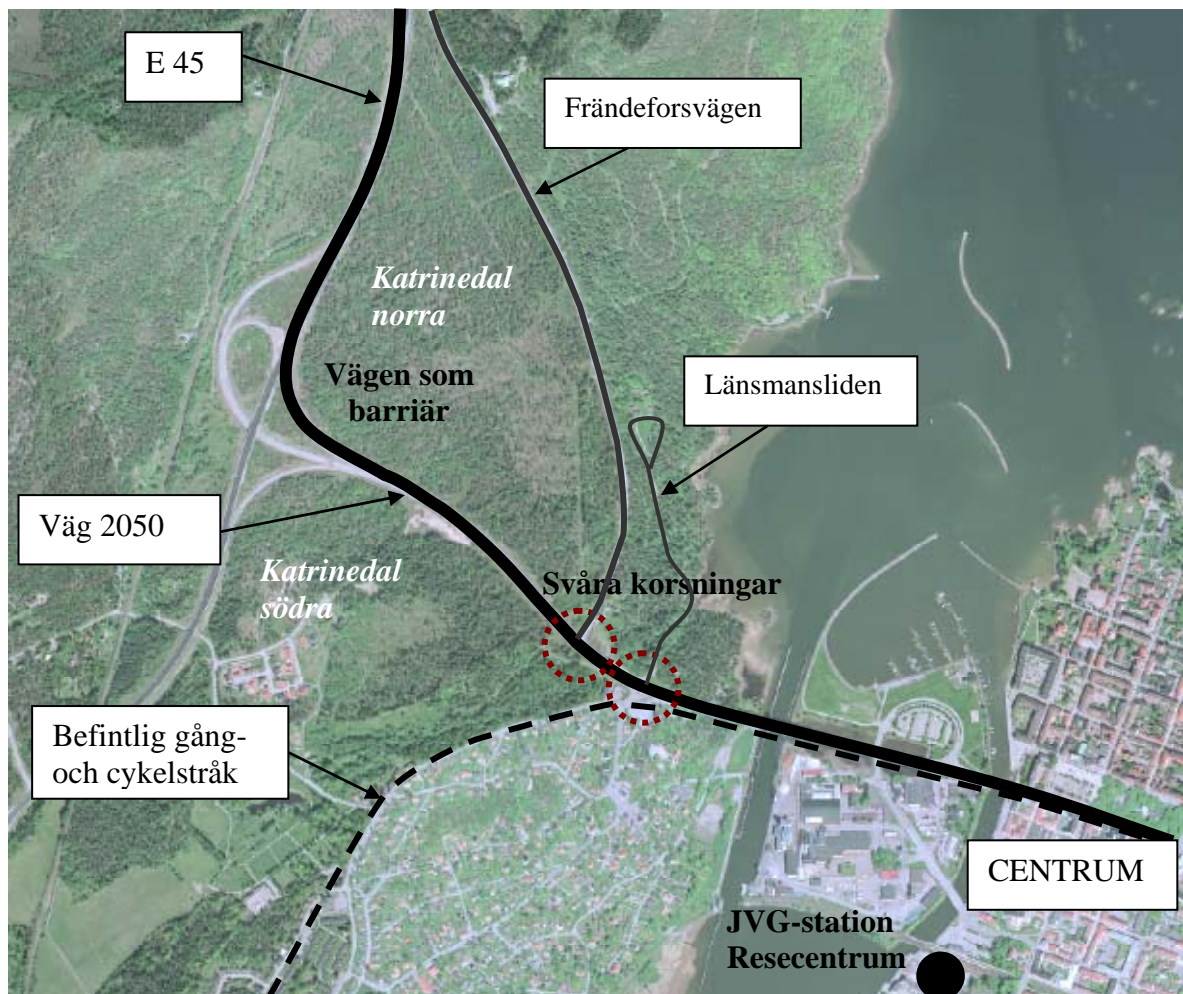 E 45
Frändeforsvägen
Katrinedal
norra
Vägen som
barriär
Länsmansliden
Väg 2050
Katrinedal
södra
Svåra korsningar
Befintlig gång-
och cykelstråk
CENTRUM
JVG-station
Resecentrum